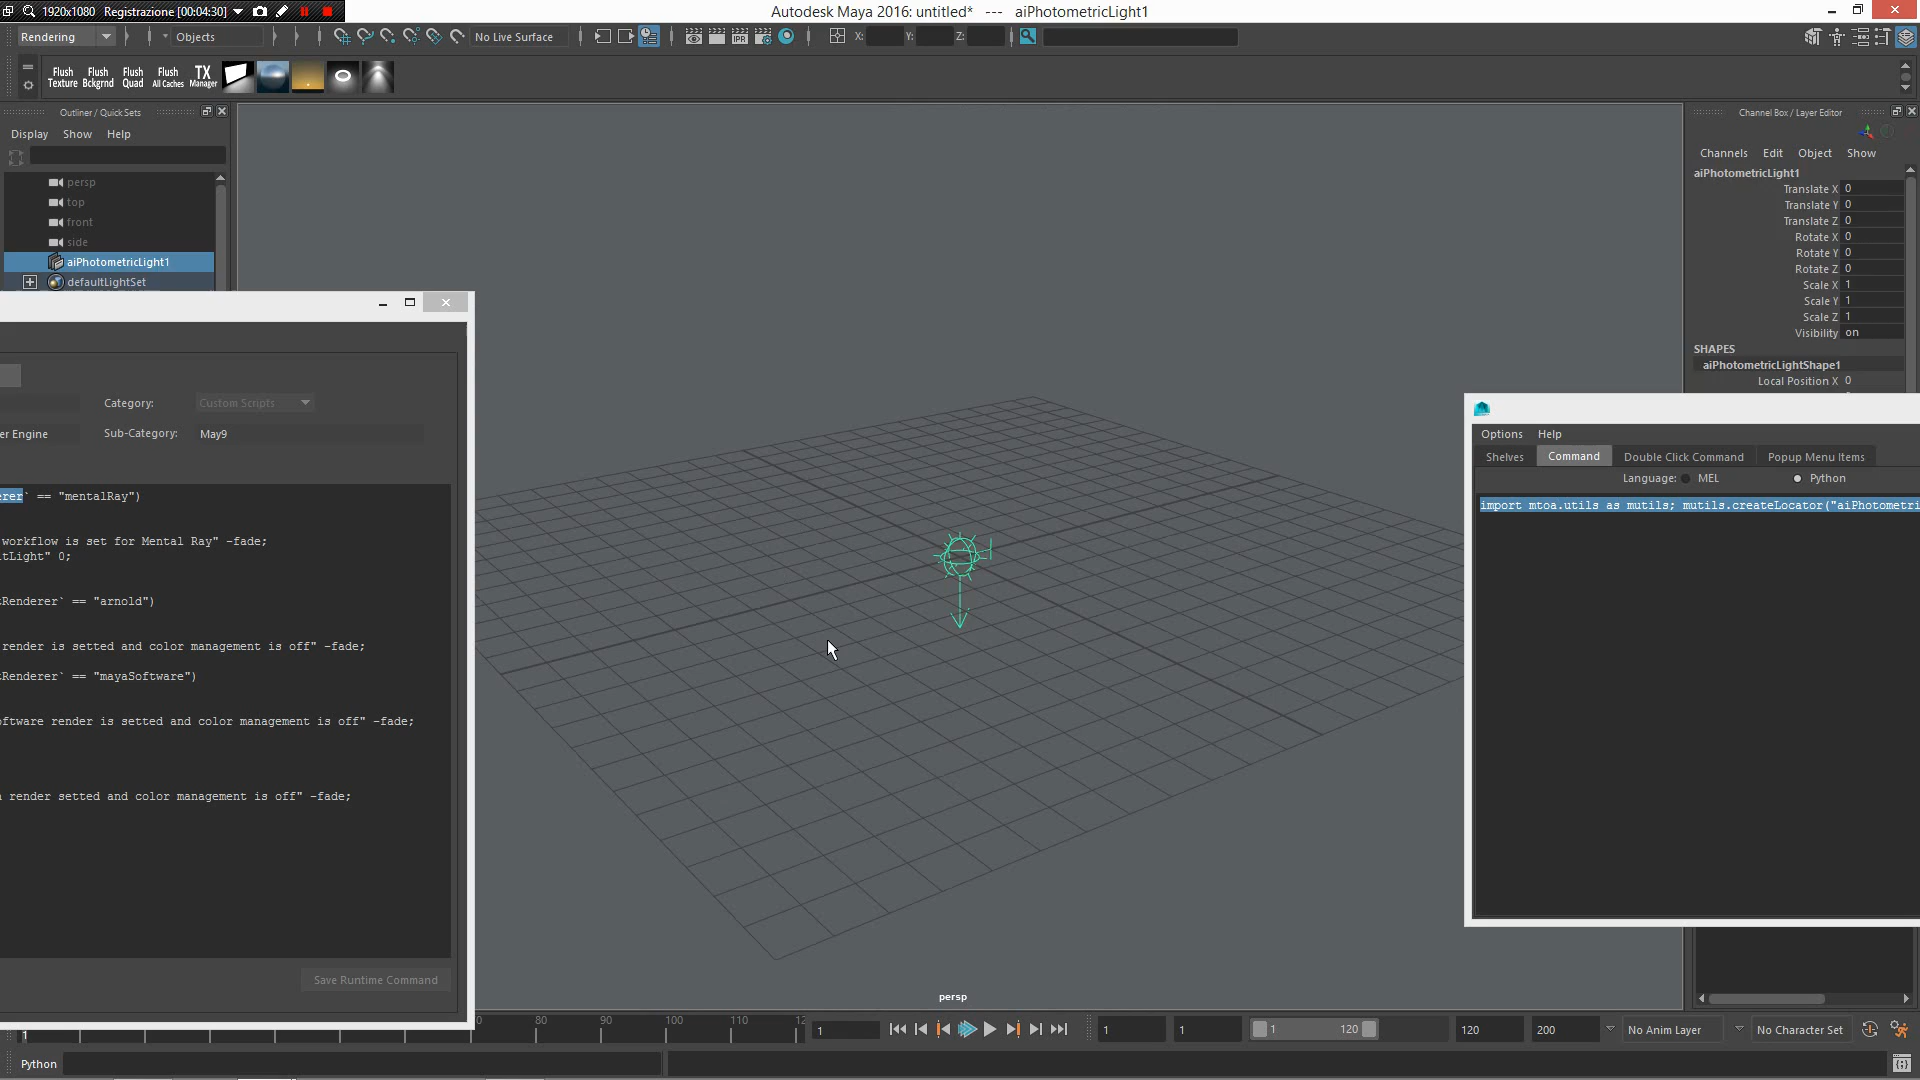 1920x1080 Registrazione [00:04:30]
Autodesk Maya 2016: untitled* --- aiPhotometricLight1
Rendering
Objects
No Live Surface
X:
Y:
Z:
Flush Texture
Flush Bckgrnd
Flush Quad
Flush All Caches
TX Manager
Outliner / Quick Sets
Display Show Help
persp
top
front
side
aiPhotometricLight1
defaultLightSet
Category: Custom Scripts
er Engine
Sub-Category: May9
erer` == "mentalRay")
workflow is set for Mental Ray" -fade;
tLight" 0;
tRenderer` == "arnold")
render is setted and color management is off" -fade;
tRenderer` == "mayaSoftware")
oftware render is setted and color management is off" -fade;
render setted and color management is off" -fade;
Save Runtime Command
persp
Channel Box / Layer Editor
Channels Edit Object Show
aiPhotometricLight1
Translate X 0
Translate Y 0
Translate Z 0
Rotate X 0
Rotate Y 0
Rotate Z 0
Scale X 1
Scale Y 1
Scale Z 1
Visibility on
SHAPES
aiPhotometricLightShape1
Local Position X 0
Options Help
Shelves Command Double Click Command Popup Menu Items
Language: MEL Python
import mtoa.utils as mutils; mutils.createLocator("aiPhotometri
1
80
90
100
110
12
1
1
1
1
120
120
200
No Anim Layer
No Character Set
Python